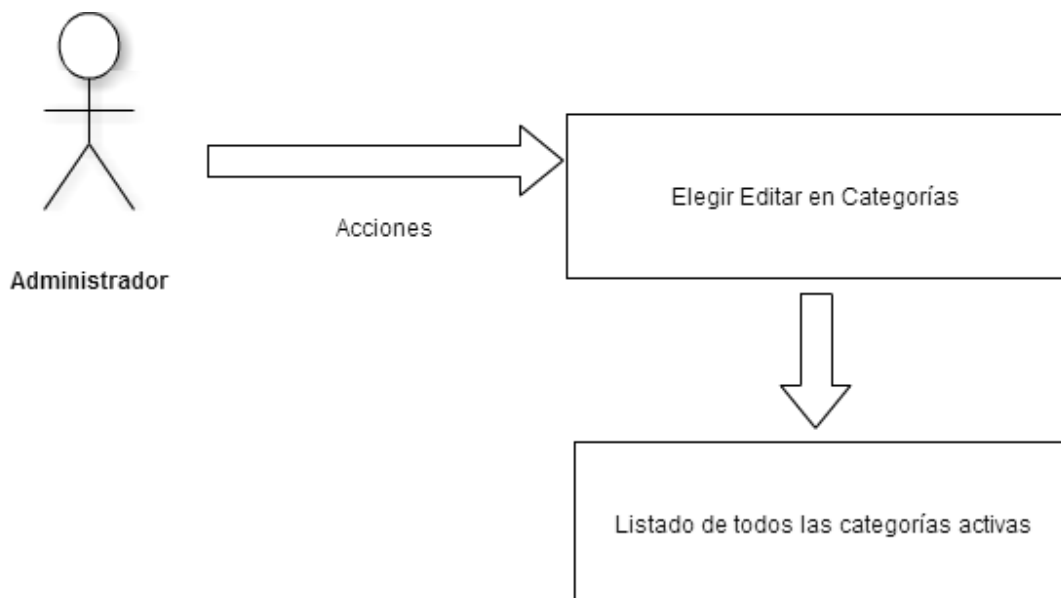 Elegir Editar en Categorías
Acciones
Administrador
Listado de todos las categorías activas